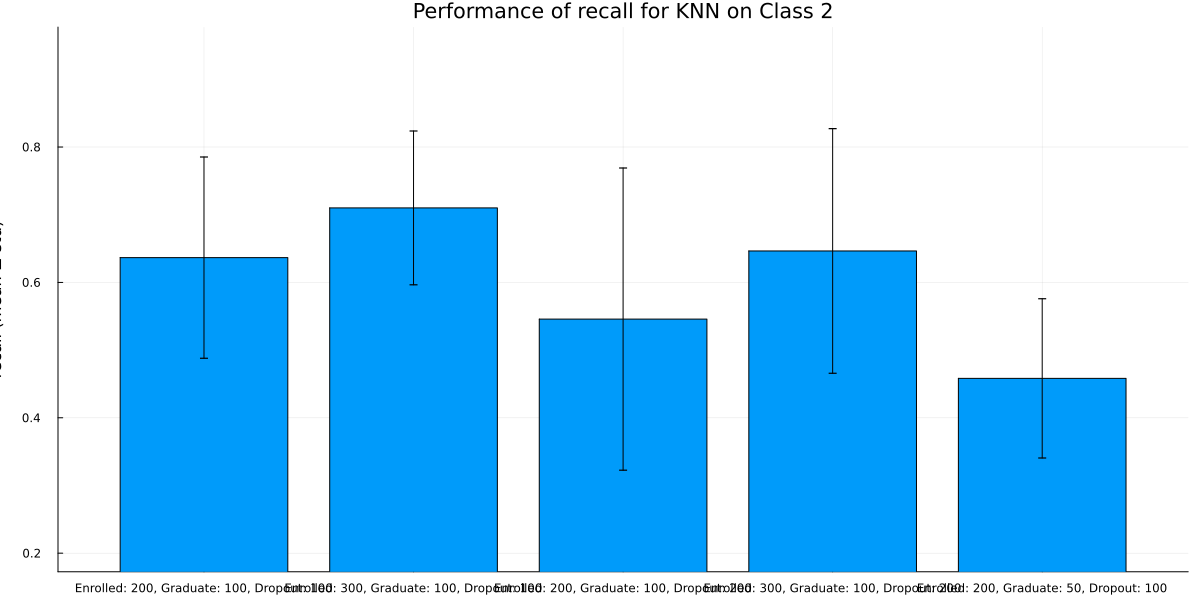 Performance of recall for KNN on Class 2
0.8
0.6
0.4
0.2
Enrolled: 200, Graduate: 100, Dropout: 100
Enrolled: 300, Graduate: 100, Dropout: 100
Enrolled: 200, Graduate: 100, Dropout: 200
Enrolled: 300, Graduate: 100, Dropout: 200
Enrolled: 200, Graduate: 50, Dropout: 100